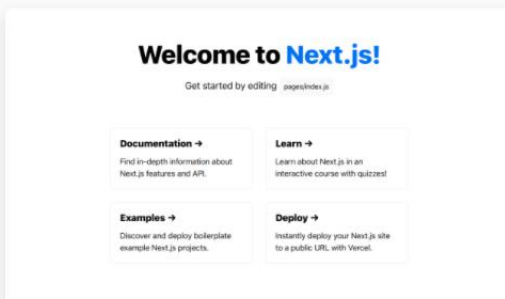 Welcome to Next.js!
Get started by editing pages/index.js
Documentation →
Find in-depth information about
Next.js features and API.
Learn →
Learn about Next.js in an
interactive course with quizzes!
Examples →
Discover and deploy boilerplate
example Next.js projects.
Deploy →
Instantly deploy your Next.js site
to a public URL with Vercel.